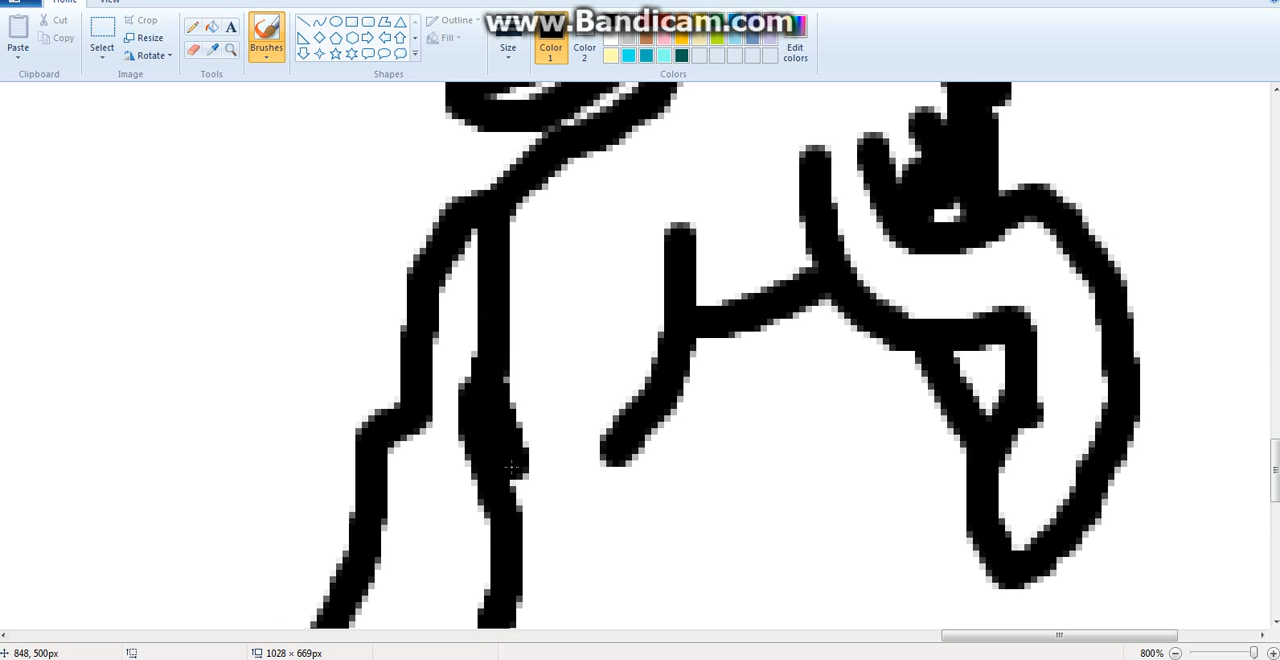 Home View
www.Bandicam.com
Paste
Cut
Copy
Clipboard
Select
Crop
Resize
Rotate
Image
A
Tools
Brushes
Outline
Fill
Shapes
Size
Color 1
Color 2
Edit colors
Colors
848, 500px
1028 × 669px
800%